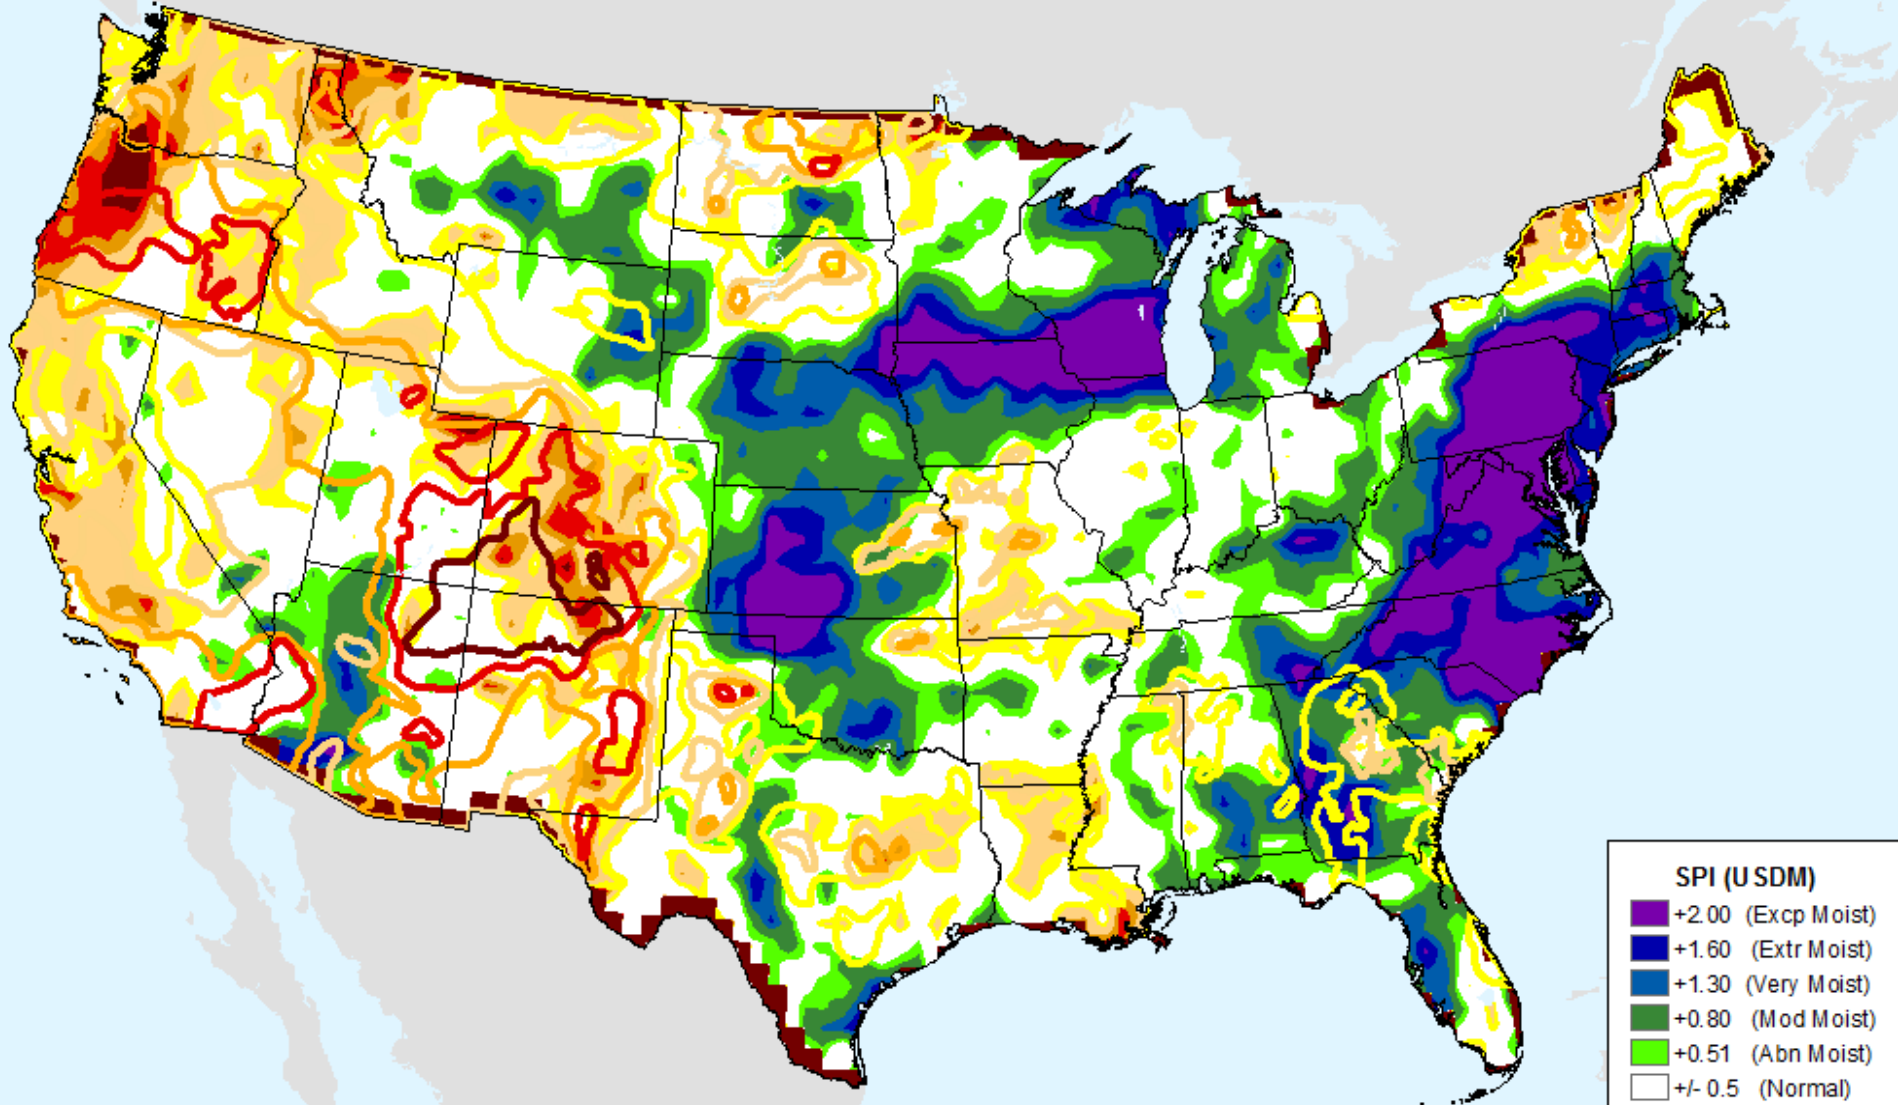 SPI (USDM)
+2.00 (Excp Moist)
+1.60 (Extr Moist)
+1.30 (Very Moist)
+0.80 (Mod Moist)
+0.51 (Abn Moist)
+/- 0.5 (Normal)